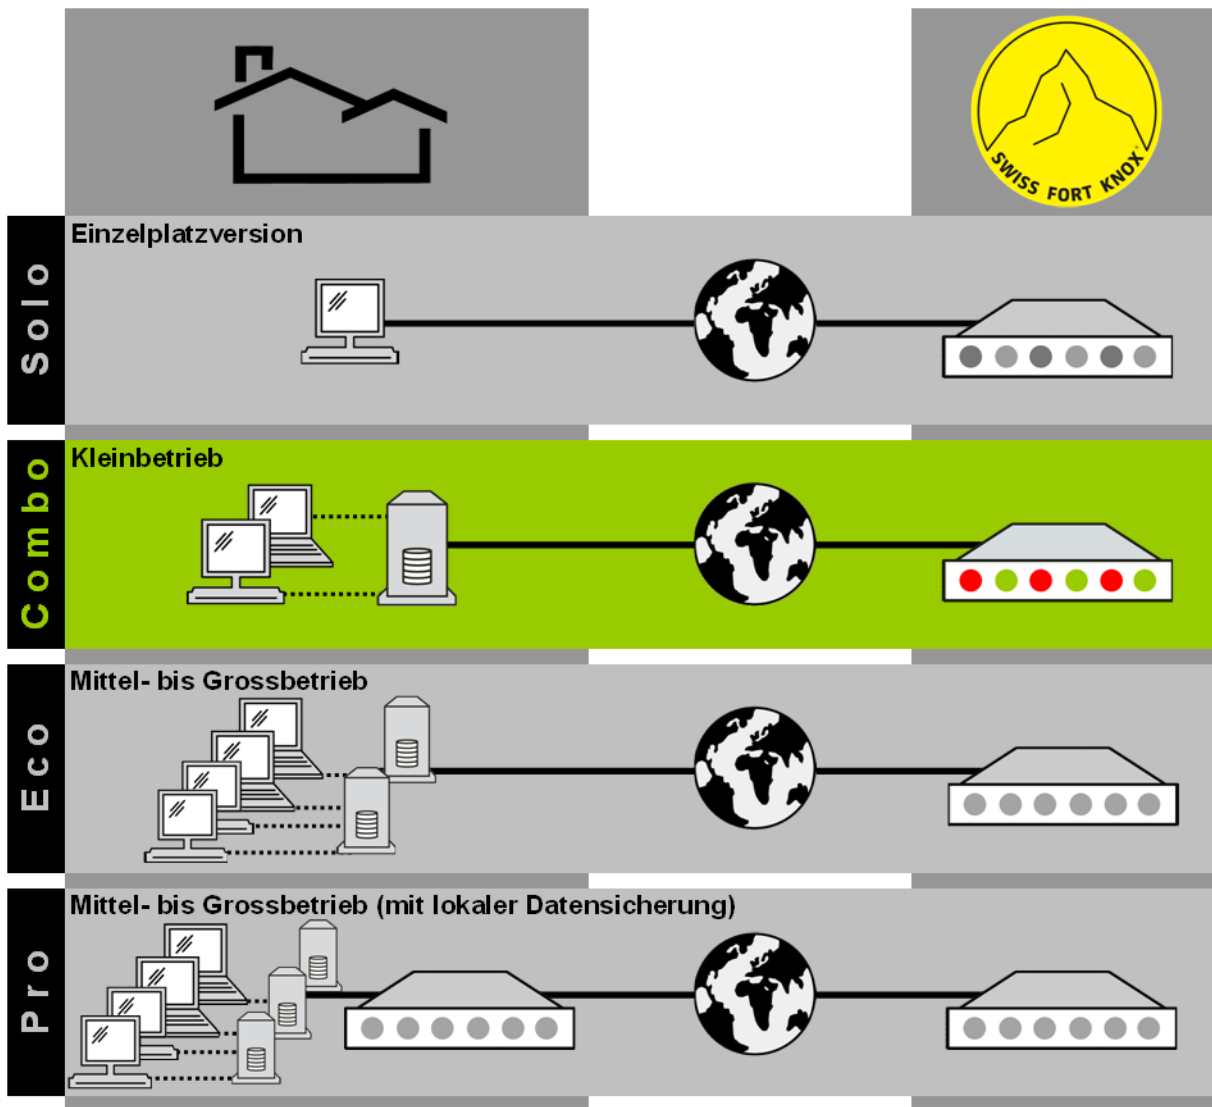 SWISS FORT KNOX®
Solo
Einzelplatzversion
Combo
Kleinbetrieb
Eco
Mittel- bis Grossbetrieb
Pro
Mittel- bis Grossbetrieb (mit lokaler Datensicherung)